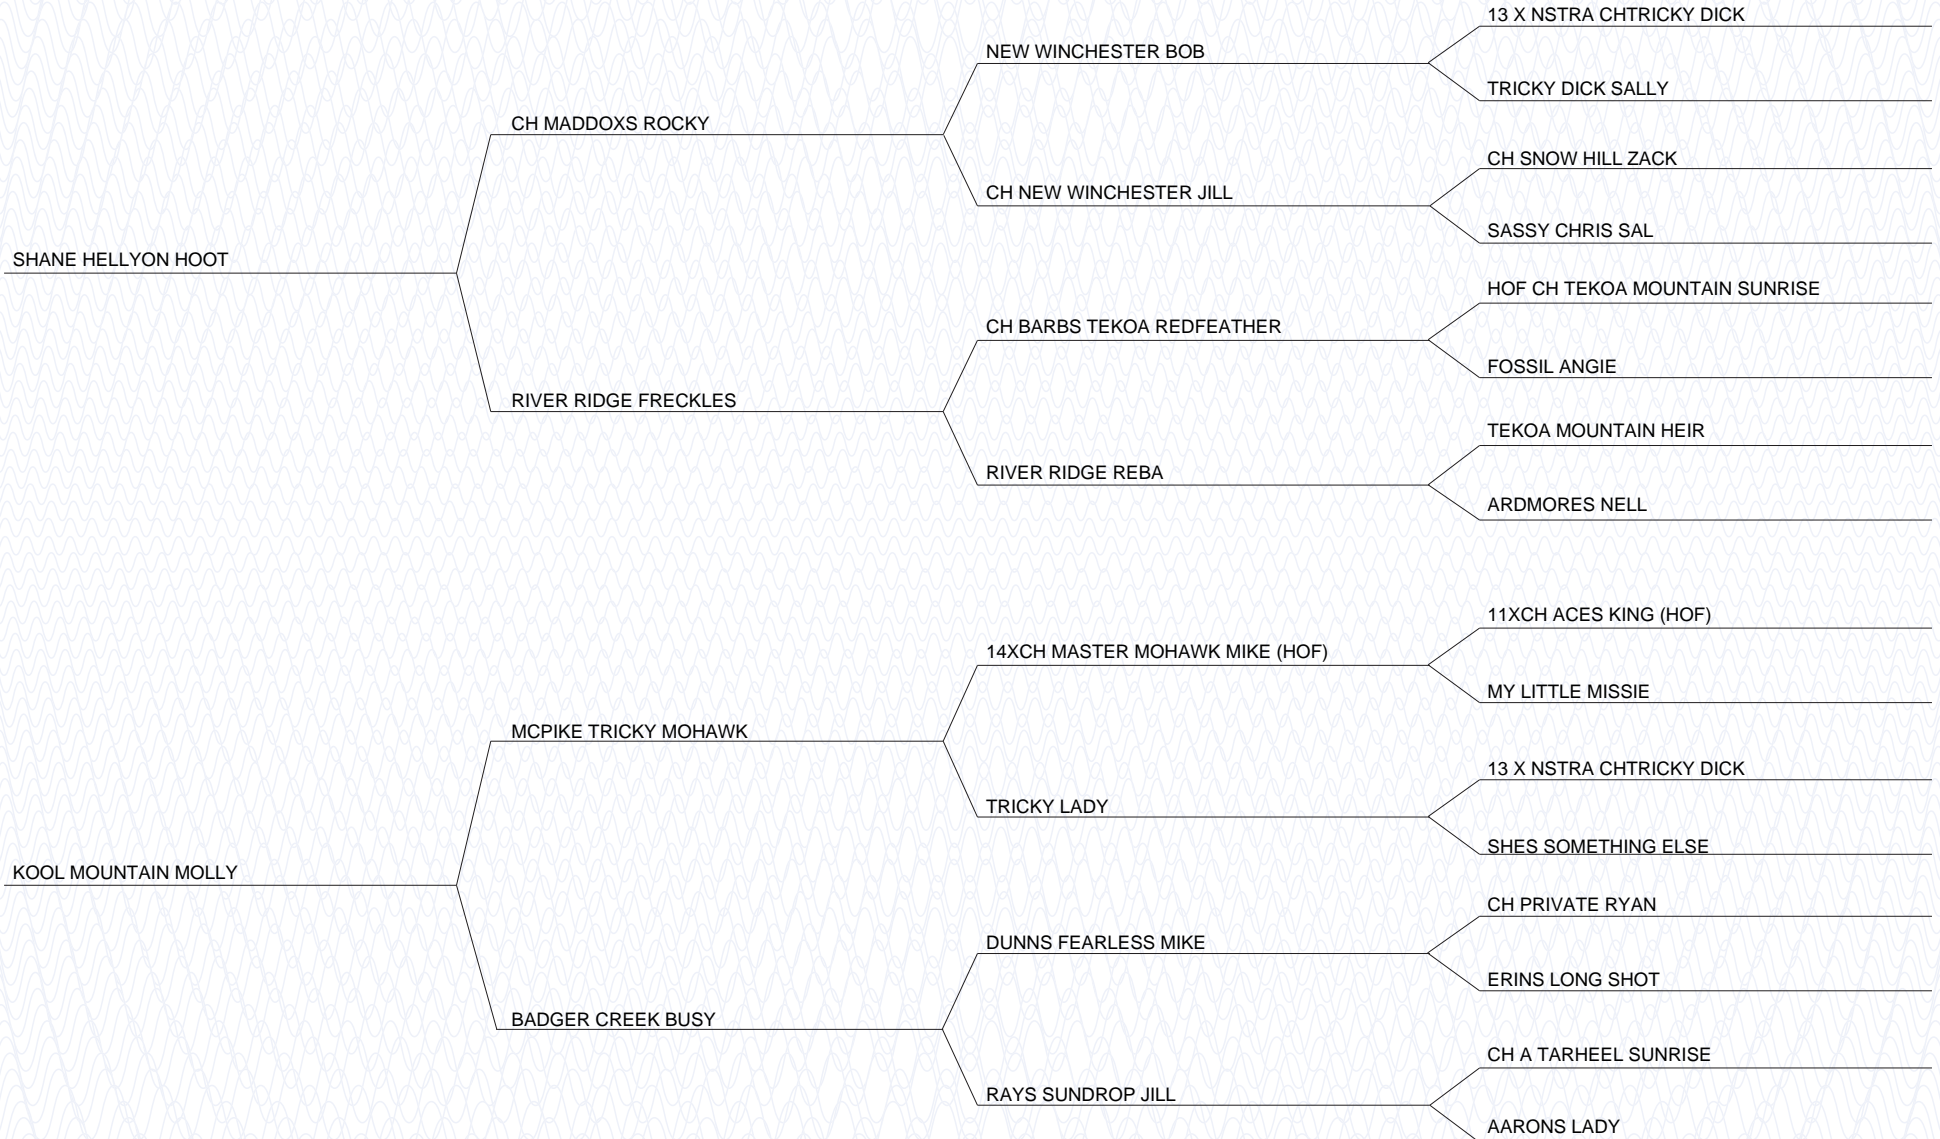 13 X NSTRA CHTRICKY DICK
NEW WINCHESTER BOB
TRICKY DICK SALLY
CH MADDOXS ROCKY
CH SNOW HILL ZACK
CH NEW WINCHESTER JILL
SASSY CHRIS SAL
SHANE HELLYON HOOT
HOF CH TEKOA MOUNTAIN SUNRISE
CH BARBS TEKOA REDFEATHER
FOSSIL ANGIE
RIVER RIDGE FRECKLES
TEKOA MOUNTAIN HEIR
RIVER RIDGE REBA
ARDMORES NELL
11XCH ACES KING (HOF)
14XCH MASTER MOHAWK MIKE (HOF)
MY LITTLE MISSIE
MCPIKE TRICKY MOHAWK
13 X NSTRA CHTRICKY DICK
TRICKY LADY
SHES SOMETHING ELSE
KOOL MOUNTAIN MOLLY
CH PRIVATE RYAN
DUNNS FEARLESS MIKE
ERINS LONG SHOT
BADGER CREEK BUSY
CH A TARHEEL SUNRISE
RAYS SUNDROP JILL
AARONS LADY